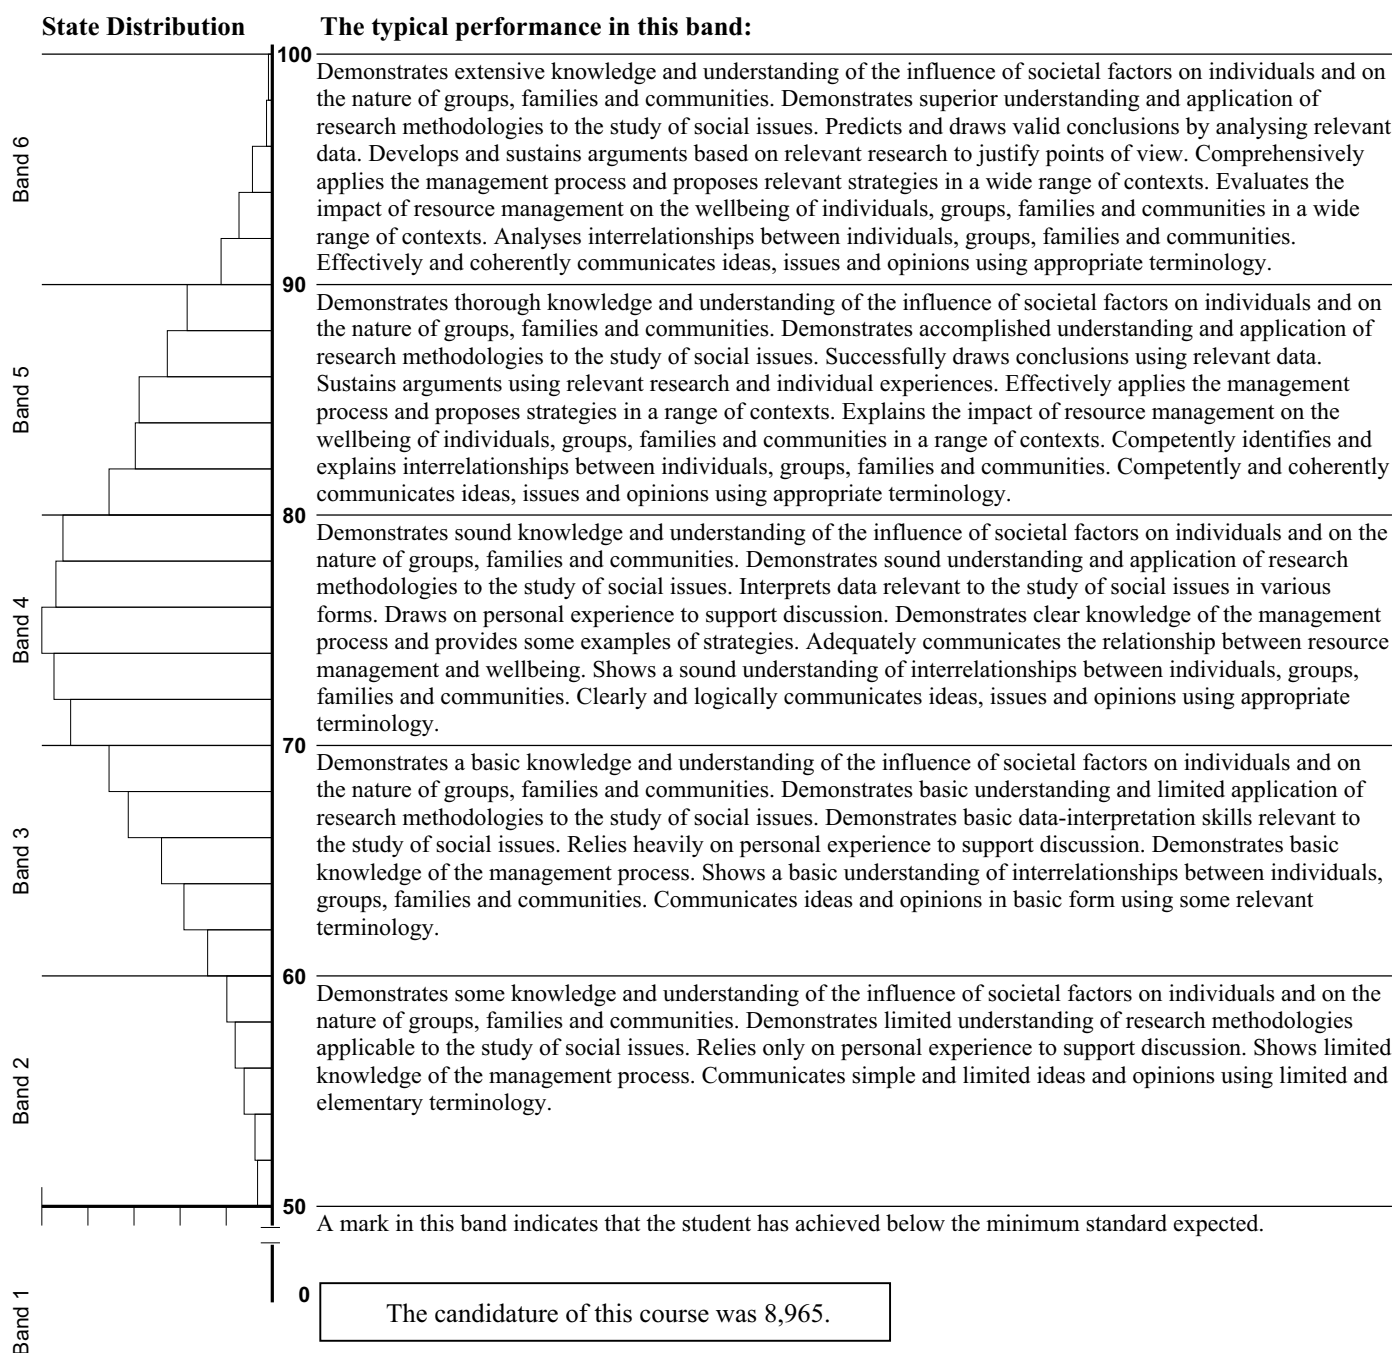 State Distribution
The typical performance in this band:
100
Band 6
Demonstrates extensive knowledge and understanding of the influence of societal factors on individuals and on
the nature of groups, families and communities. Demonstrates superior understanding and application of
research methodologies to the study of social issues. Predicts and draws valid conclusions by analysing relevant
data. Develops and sustains arguments based on relevant research to justify points of view. Comprehensively
applies the management process and proposes relevant strategies in a wide range of contexts. Evaluates the
impact of resource management on the wellbeing of individuals, groups, families and communities in a wide
range of contexts. Analyses interrelationships between individuals, groups, families and communities.
Effectively and coherently communicates ideas, issues and opinions using appropriate terminology.
90
Band 5
Demonstrates thorough knowledge and understanding of the influence of societal factors on individuals and on
the nature of groups, families and communities. Demonstrates accomplished understanding and application of
research methodologies to the study of social issues. Successfully draws conclusions using relevant data.
Sustains arguments using relevant research and individual experiences. Effectively applies the management
process and proposes strategies in a range of contexts. Explains the impact of resource management on the
wellbeing of individuals, groups, families and communities in a range of contexts. Competently identifies and
explains interrelationships between individuals, groups, families and communities. Competently and coherently
communicates ideas, issues and opinions using appropriate terminology.
80
Band 4
Demonstrates sound knowledge and understanding of the influence of societal factors on individuals and on the
nature of groups, families and communities. Demonstrates sound understanding and application of research
methodologies to the study of social issues. Interprets data relevant to the study of social issues in various
forms. Draws on personal experience to support discussion. Demonstrates clear knowledge of the management
process and provides some examples of strategies. Adequately communicates the relationship between resource
management and wellbeing. Shows a sound understanding of interrelationships between individuals, groups,
families and communities. Clearly and logically communicates ideas, issues and opinions using appropriate
terminology.
70
Band 3
Demonstrates a basic knowledge and understanding of the influence of societal factors on individuals and on
the nature of groups, families and communities. Demonstrates basic understanding and limited application of
research methodologies to the study of social issues. Demonstrates basic data-interpretation skills relevant to
the study of social issues. Relies heavily on personal experience to support discussion. Demonstrates basic
knowledge of the management process. Shows a basic understanding of interrelationships between individuals,
groups, families and communities. Communicates ideas and opinions in basic form using some relevant
terminology.
60
Band 2
Demonstrates some knowledge and understanding of the influence of societal factors on individuals and on the
nature of groups, families and communities. Demonstrates limited understanding of research methodologies
applicable to the study of social issues. Relies only on personal experience to support discussion. Shows limited
knowledge of the management process. Communicates simple and limited ideas and opinions using limited and
elementary terminology.
50
A mark in this band indicates that the student has achieved below the minimum standard expected.
Band 1
0
The candidature of this course was 8,965.